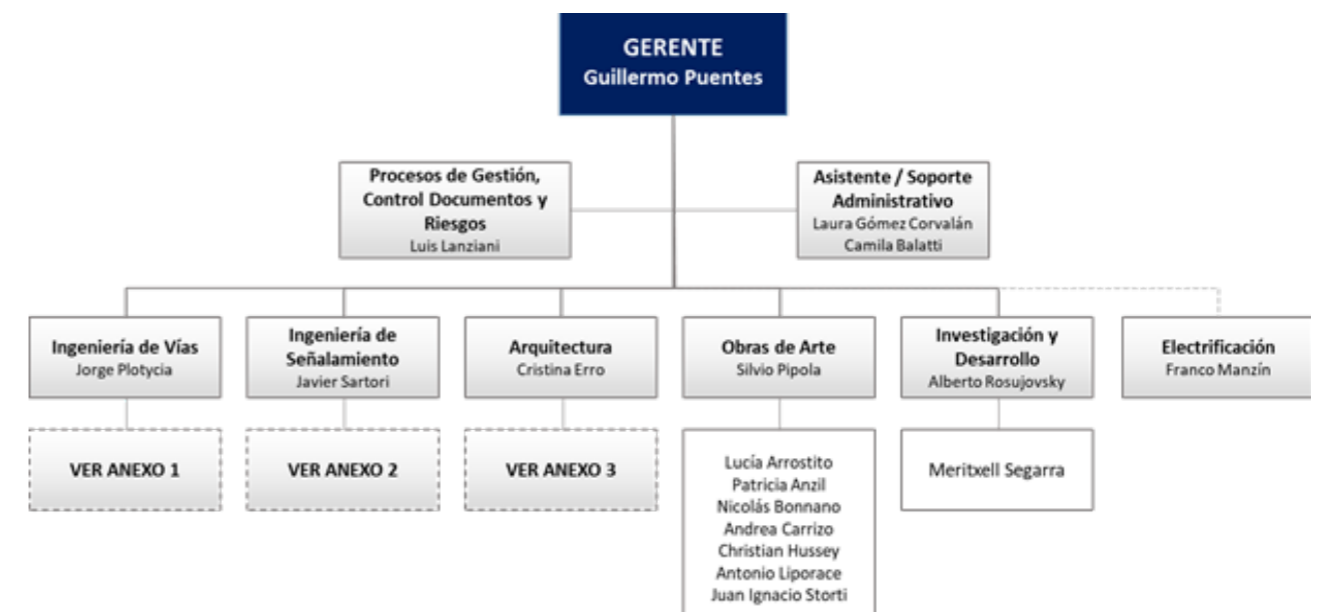 GERENTE
Guillermo Puentes
Procesos de Gestión,
Control Documentos y
Riesgos
Luis Lanziani
Asistente / Soporte
Administrativo
Laura Gómez Corvalán
Camila Balatti
Ingeniería de Vías
Jorge Plotycia
Ingeniería de
Señalamiento
Javier Sartori
Arquitectura
Cristina Erro
Obras de Arte
Silvio Pipola
Investigación y
Desarrollo
Alberto Rosujovsky
Electrificación
Franco Manzín
VER ANEXO 1
VER ANEXO 2
VER ANEXO 3
Lucía Arrostito
Patricia Anzil
Nicolás Bonnano
Andrea Carrizo
Christian Hussey
Antonio Liporace
Juan Ignacio Storti
Meritxell Segarra